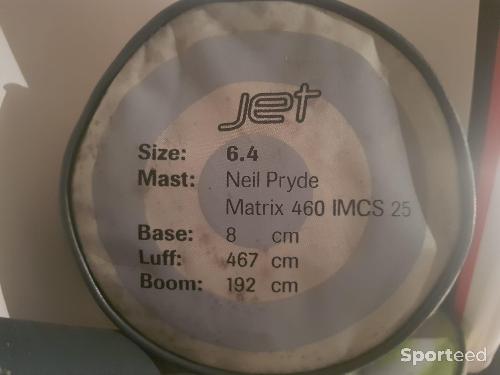 jet
Size: 6.4
Mast: Neil Pryde
Matrix 460 IMCS 25
Base: 8 cm
Luff: 467 cm
Boom: 192 cm
Sporteed